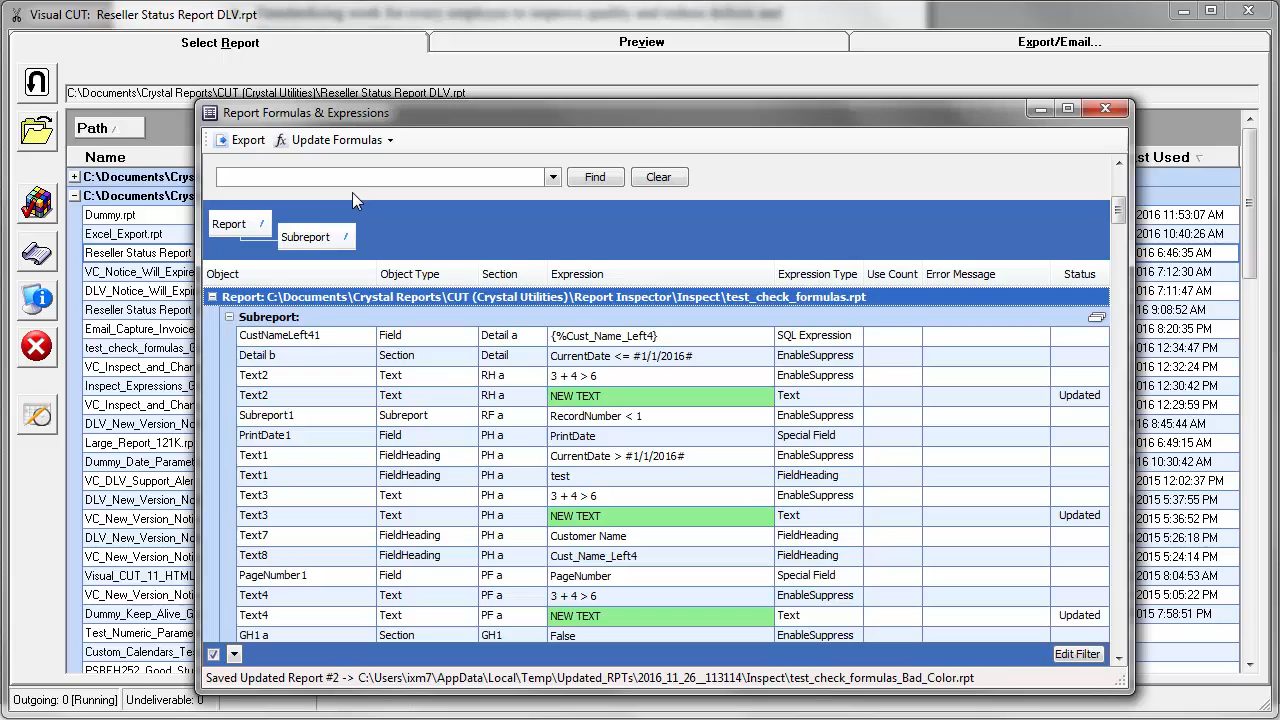 Visual CUT: Reseller Status Report DLV.rpt
Select Report Preview Export/Email...
C:\Documents\Crystal Reports\CUT (Crystal Utilities)\Reseller Status Report DLV.rpt
Report Formulas & Expressions
Path
Export Update Formulas
Name
Find Clear
st Used
C:\Documents\Cryst
C:\Documents\Cryst
Dummy.rpt
2016 11:53:07 AM
Report
Excel_Export.rpt
2016 10:40:26 AM
Subreport
Reseller Status Report
016 6:46:35 AM
VC_Notice_Will_Expire
016 7:12:30 AM
Object Object Type Section Expression Expression Type Use Count Error Message Status
DLV_Notice_Will_Expi
016 7:11:47 AM
Report: C:\Documents\Crystal Reports\CUT (Crystal Utilities)\Report Inspector\Inspect\test_check_formulas.rpt
Reseller Status Report
2016 9:08:52 AM
Subreport:
Email_Capture_Invoice
016 8:20:35 PM
CustNameLeft41 Field Detail a {%Cust_Name_Left4} SQL Expression
test_check_formulas_
016 12:34:47 PM
Detail b Section Detail CurrentDate <= #1/1/2016# EnableSuppress
VC_Inspect_and_Char
016 12:32:10 PM
Text2 Text RH a 3 + 4 > 6 EnableSuppress
Inspect_Expressions_
016 12:30:42 PM
Text2 Text RH a NEW TEXT Text Updated
VC_Inspect_and_Char
016 12:29:59 PM
Subreport1 Subreport RF a RecordNumber < 1 EnableSuppress
DLV_New_Version_No
016 8:45:44 AM
PrintDate1 Field PH a PrintDate Special Field
Large_Report_121K.rp
016 6:49:15 AM
Text1 FieldHeading PH a CurrentDate > #1/1/2016# EnableSuppress
Dummy_Date_Parame
016 10:30:42 AM
Text1 FieldHeading PH a test FieldHeading
VC_DLV_Support_Aler
015 12:02:37 PM
Text3 Text PH a 3 + 4 > 6 EnableSuppress
DLV_New_Version_No
2015 5:37:55 PM
Text3 Text PH a NEW TEXT Text Updated
VC_New_Version_Noti
2015 5:36:52 PM
Text7 FieldHeading PH a Customer Name FieldHeading
DLV_New_Version_No
2015 5:26:18 PM
Text8 FieldHeading PH a Cust_Name_Left4 FieldHeading
VC_New_Version_Noti
2015 5:24:14 PM
PageNumber1 Field PF a PageNumber Special Field
Visual_CUT_11_HTML
2015 8:04:53 AM
Text4 Text PF a 3 + 4 > 6 EnableSuppress
VC_New_Version_Noti
2015 5:05:22 PM
Text4 Text PF a NEW TEXT Text Updated
Dummy_Keep_Alive_G
2015 7:58:51 PM
GH1 a Section GH1 False EnableSuppress
Test_Numeric_Parame
Custom_Calendars_Te
Edit Filter
PSBFH252_Good_St
Saved Updated Report #2 -> C:\Users\ixm\AppData\Local\Temp\Updated_RPTs\2016_11_26__113114\Inspect\test_check_formulas_Bad_Color.rpt
Outgoing: 0 [Running] Undeliverable: 0